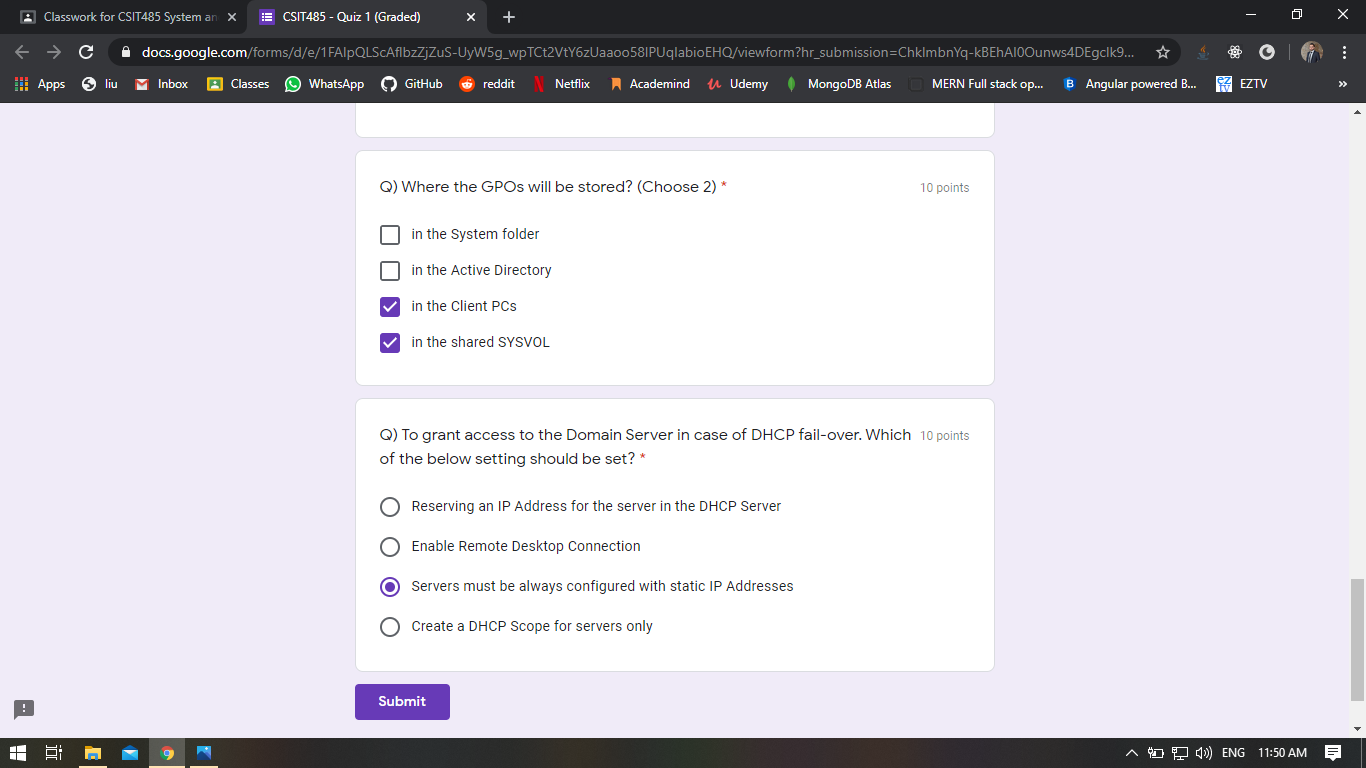 Classwork for CSIT485 System an
CSIT485 - Quiz 1 (Graded)
docs.google.com/forms/d/e/1FAIpQLScAflbzZjZuS-UyW5g_wpTCt2VtY6zUaaoo58lPUqIabioEHQ/viewform?hr_submission=ChkImbnYq-kBEhAI0Ounws4DEgcIk9...
Apps
liu
Inbox
Classes
WhatsApp
GitHub
reddit
Netflix
Academind
Udemy
MongoDB Atlas
MERN Full stack op...
Angular powered B...
EZTV
»
Q) Where the GPOs will be stored? (Choose 2) *
10 points
in the System folder
in the Active Directory
in the Client PCs
in the shared SYSVOL
Q) To grant access to the Domain Server in case of DHCP fail-over. Which
10 points
of the below setting should be set? *
Reserving an IP Address for the server in the DHCP Server
Enable Remote Desktop Connection
Servers must be always configured with static IP Addresses
Create a DHCP Scope for servers only
Submit
ENG
11:50 AM